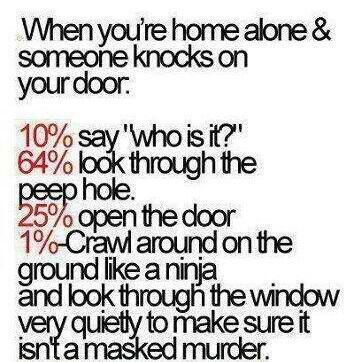 When you're home alone &
someone knocks on
your door:
10% say "who is it?"
64% look through the
peep hole.
25% open the door
1%-Crawl around on the
ground like a ninja
and look through the window
very quietly to make sure it
isn't a masked murder.